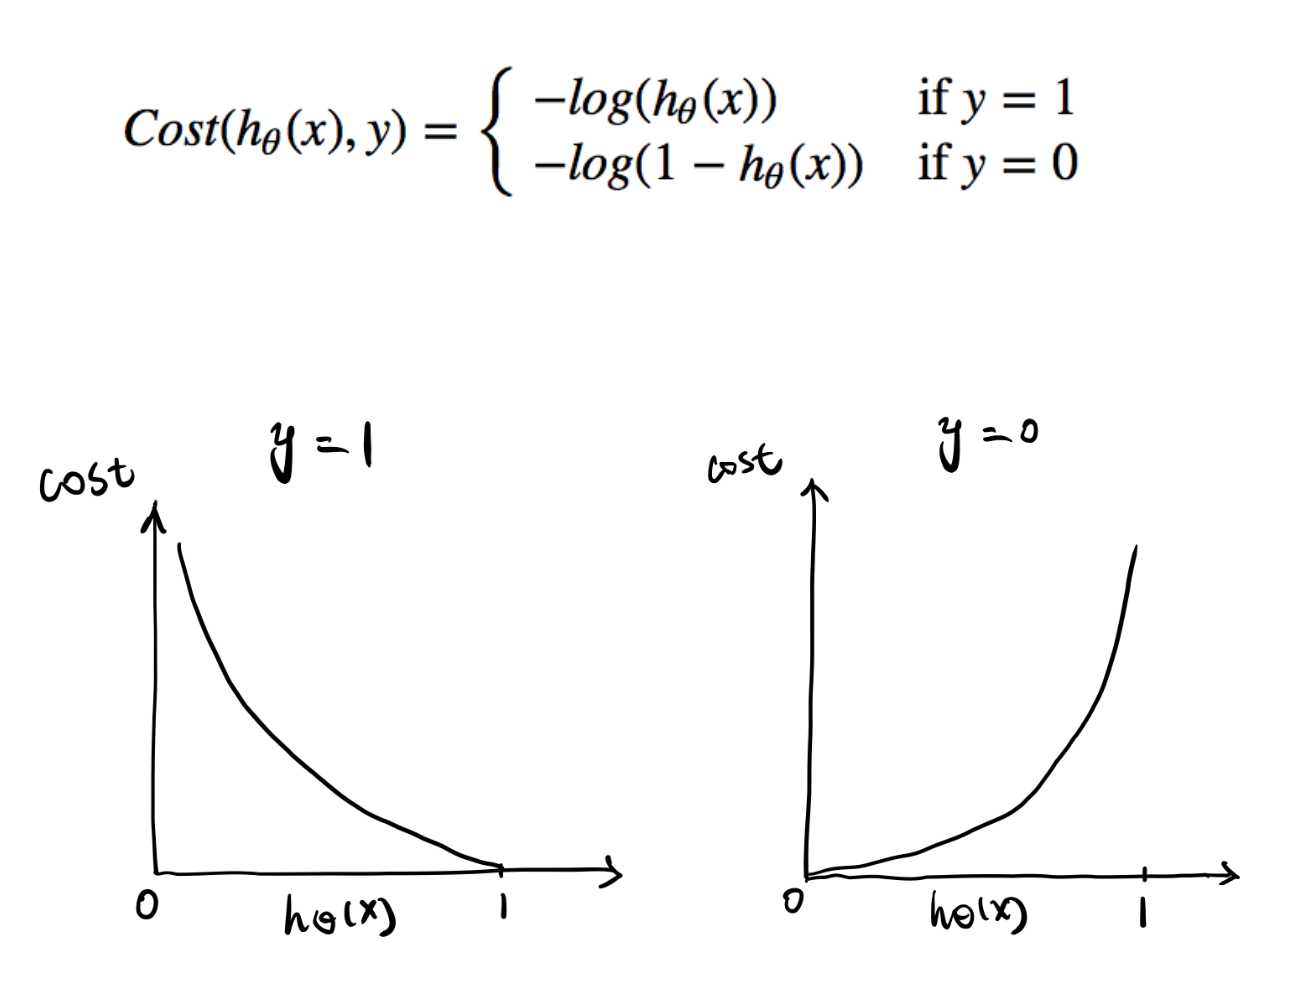 Cost(hθ(x), y) = { −log(hθ(x)) if y = 1
−log(1 − hθ(x)) if y = 0
y = 1
cost
0 hθ(x) 1
y = 0
cost
0 hθ(x) 1